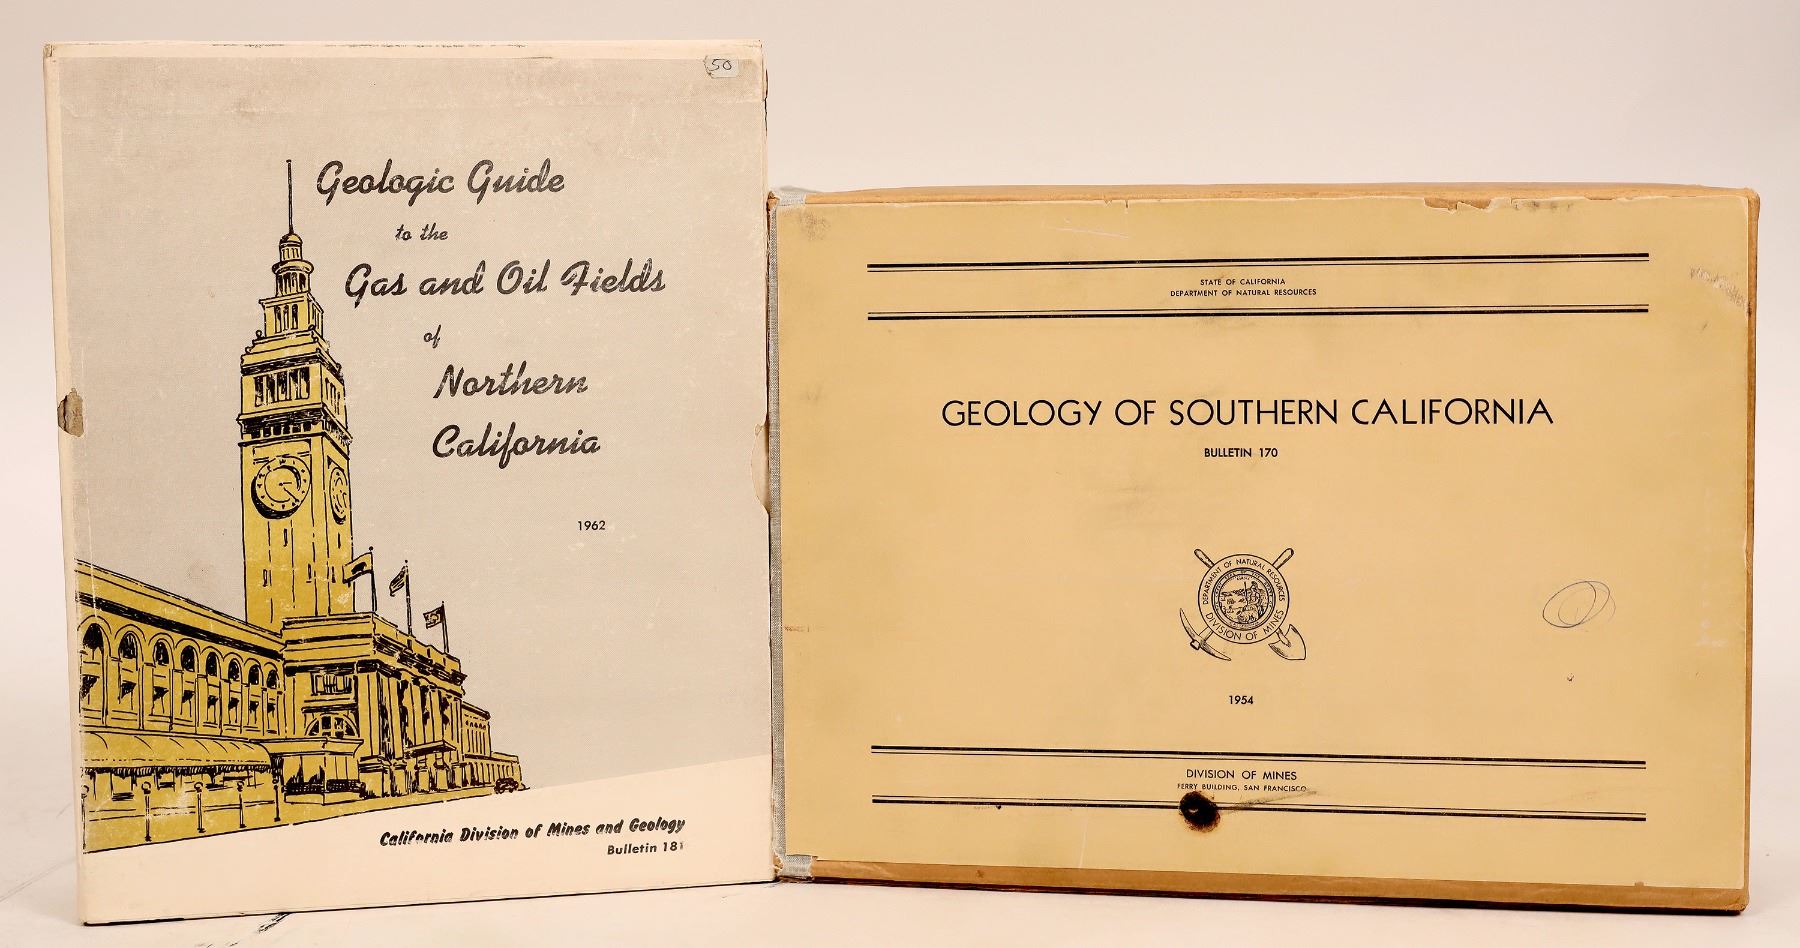 50
Geologic Guide
to the
Gas and Oil Fields
of
Northern
California
1962
California Division of Mines and Geology
Bulletin 181
STATE OF CALIFORNIA
DEPARTMENT OF NATURAL RESOURCES
GEOLOGY OF SOUTHERN CALIFORNIA
BULLETIN 170
DEPARTMENT OF NATURAL RESOURCES
DIVISION OF MINES
1954
DIVISION OF MINES
FERRY BUILDING, SAN FRANCISCO